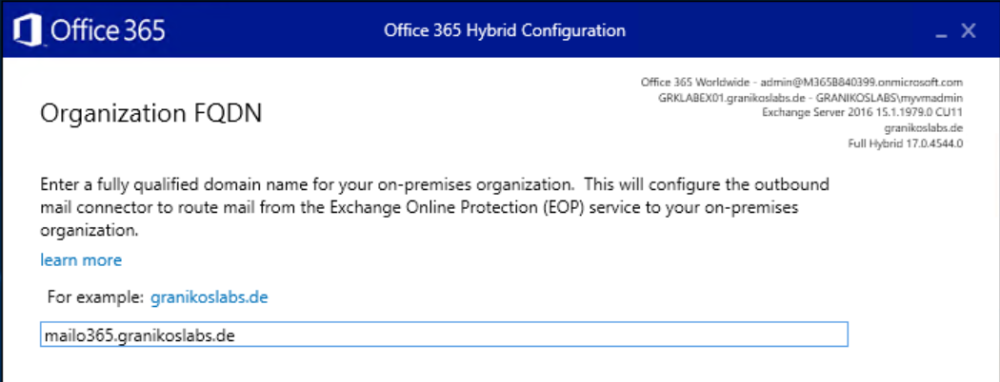 Office 365
Office 365 Hybrid Configuration
Office 365 Worldwide - admin@M365B840399.onmicrosoft.com
GRKLABEX01.granikoslabs.de - GRANIKOSLABS\myvmadmin
Exchange Server 2016 15.1.1979.0 CU11
granikoslabs.de
Full Hybrid 17.0.4544.0
Organization FQDN
Enter a fully qualified domain name for your on-premises organization. This will configure the outbound
mail connector to route mail from the Exchange Online Protection (EOP) service to your on-premises
organization.
learn more
For example: granikoslabs.de
mailo365.granikoslabs.de